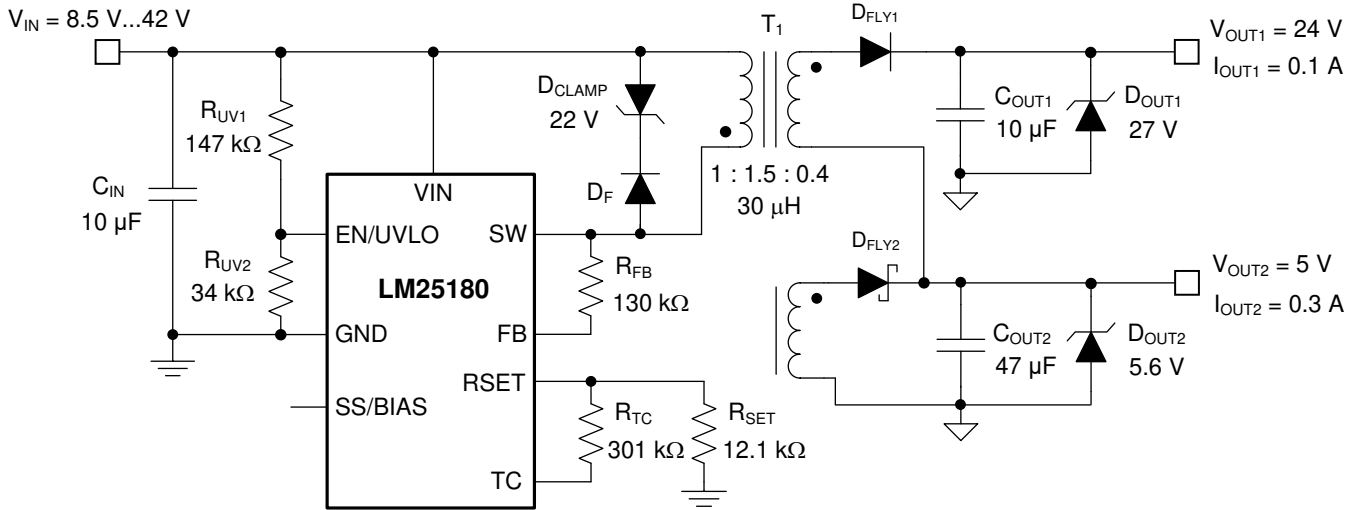 V_IN = 8.5 V...42 V
T1
D_FLY1
V_OUT1 = 24 V
I_OUT1 = 0.1 A
D_CLAMP
22 V
R_UV1
147 kΩ
C_OUT1
10 µF
D_OUT1
27 V
C_IN
10 µF
VIN
D_F
1 : 1.5 : 0.4
30 µH
EN/UVLO
SW
D_FLY2
R_UV2
34 kΩ
LM25180
R_FB
130 kΩ
V_OUT2 = 5 V
I_OUT2 = 0.3 A
GND
FB
C_OUT2
47 µF
D_OUT2
5.6 V
RSET
SS/BIAS
R_TC
301 kΩ
R_SET
12.1 kΩ
TC